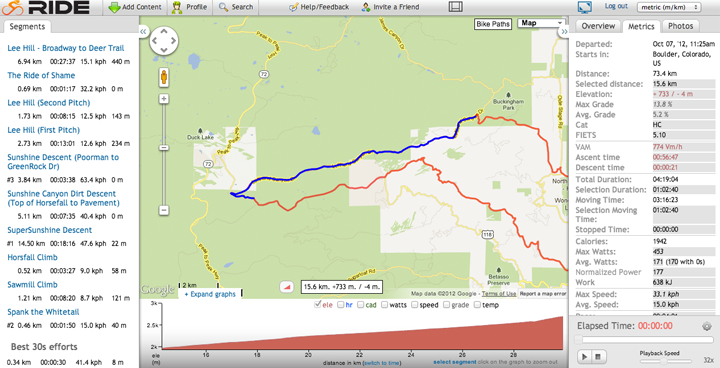 RIDE
Add Content
Profile
Search
Help/Feedback
Invite a Friend
Log out
metric (m/km)
Segments
Lee Hill - Broadway to Deer Trail
6.94 km 00:27:37 15.1 kph 440 m
The Ride of Shame
0.69 km 00:01:17 32.2 kph 0 m
Lee Hill (Second Pitch)
1.73 km 00:08:15 12.5 kph 143 m
Lee Hill (First Pitch)
2.73 km 00:13:01 12.6 kph 234 m
Sunshine Descent (Poorman to
GreenRock Dr)
#3 3.84 km 00:03:38 63.4 kph 0 m
Sunshine Canyon Dirt Descent
(Top of Horsefall to Pavement)
5.11 km 00:07:35 40.4 kph 0 m
SuperSunshine Descent
#1 14.50 km 00:18:16 47.6 kph 22 m
Horsfall Climb
0.52 km 00:03:27 9.0 kph 58 m
Sawmill Climb
1.21 km 00:08:20 8.7 kph 121 m
Spank the Whitetail
#2 0.46 km 00:01:50 15.0 kph 40 m
Best 30s efforts
0.34 km 00:00:30 41.4 kph 8 m
Bike Paths
Map
72
Buckingham
Park
Duck Lake
72
Peak to Peak Hwy
Old Stage Rd
118
Betasso
Preserve
Google
2 km
Map data ©2012 Google - Terms of Use Report a map error
+ Expand graphs
15.6 km. +733 m. / -4 m.
ele hr cad watts speed grade temp
3k
2.5k
2k
ele
(m)
16 18 20 22 24 26 28
distance in km (switch to time)
select segment click on the graph to zoom out
Overview Metrics Photos
Departed: Oct 07, '12, 11:25am
Starts in: Boulder, Colorado,
US
Distance: 73.4 km
Selected distance: 15.6 km
Elevation: + 733 / - 4 m
Max Grade 13.8 %
Avg. Grade 5.2 %
Cat HC
FIETS 5.10
VAM 774 Vm/h
Ascent time 00:56:47
Descent time 00:00:21
Total Duration: 04:19:04
Selection Duration: 01:02:40
Moving Time: 03:16:23
Selection Moving
Time: 01:02:40
Stopped Time: 00:00:00
Calories: 1942
Max Watts: 453
Avg. Watts: 171 (170 with 0s)
Normalized Power 177
Work 638 kJ
Max Speed: 33.1 kph
Avg. Speed: 15.0 kph
Elapsed Time: 00:00:00
Playback Speed
32x